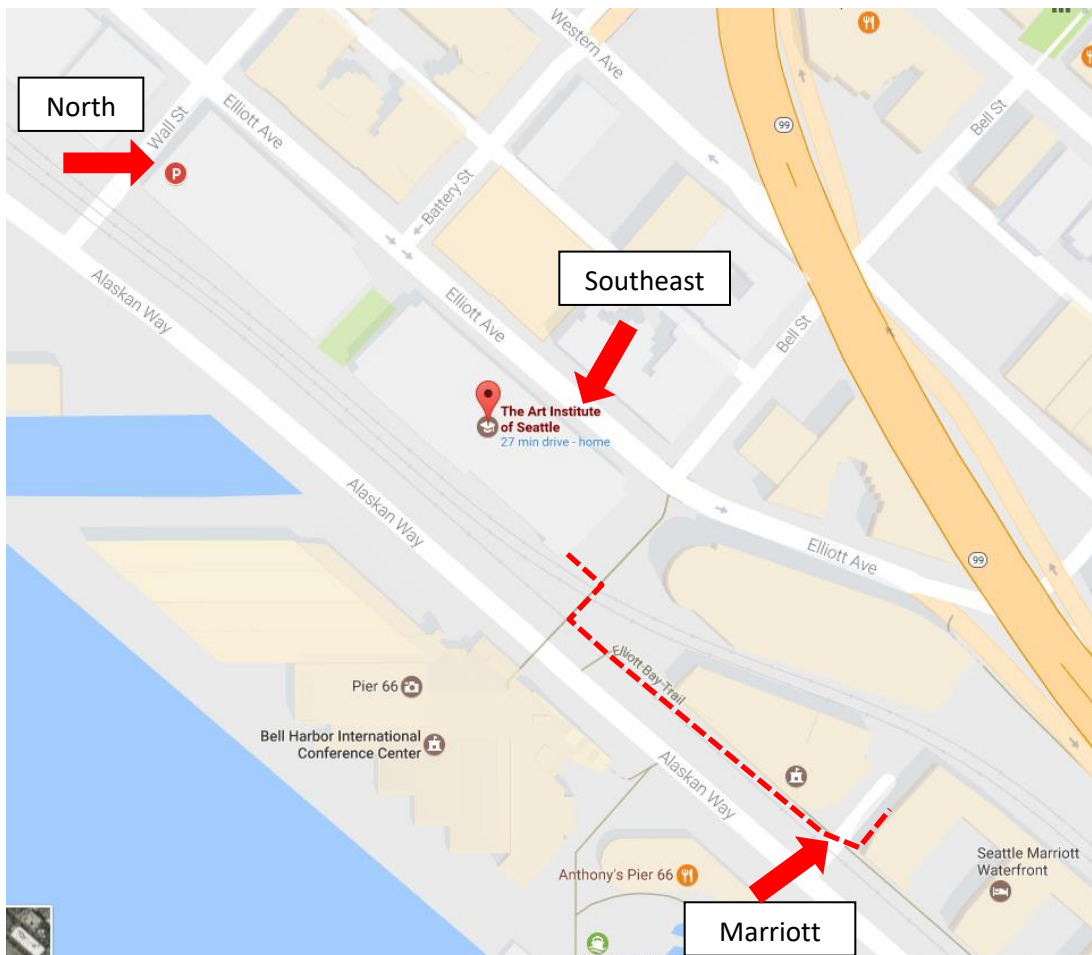 North
Wall St
Elliott Ave
Western Ave
99
Bell St
P
Battery St
Southeast
Alaskan Way
Elliott Ave
Bell St
The Art Institute
of Seattle
27 min drive - home
Alaskan Way
Elliott Ave
99
Elliott Bay Trail
Pier 66
Bell Harbor International
Conference Center
Alaskan Way
Anthony's Pier 66
Seattle Marriott
Waterfront
Marriott